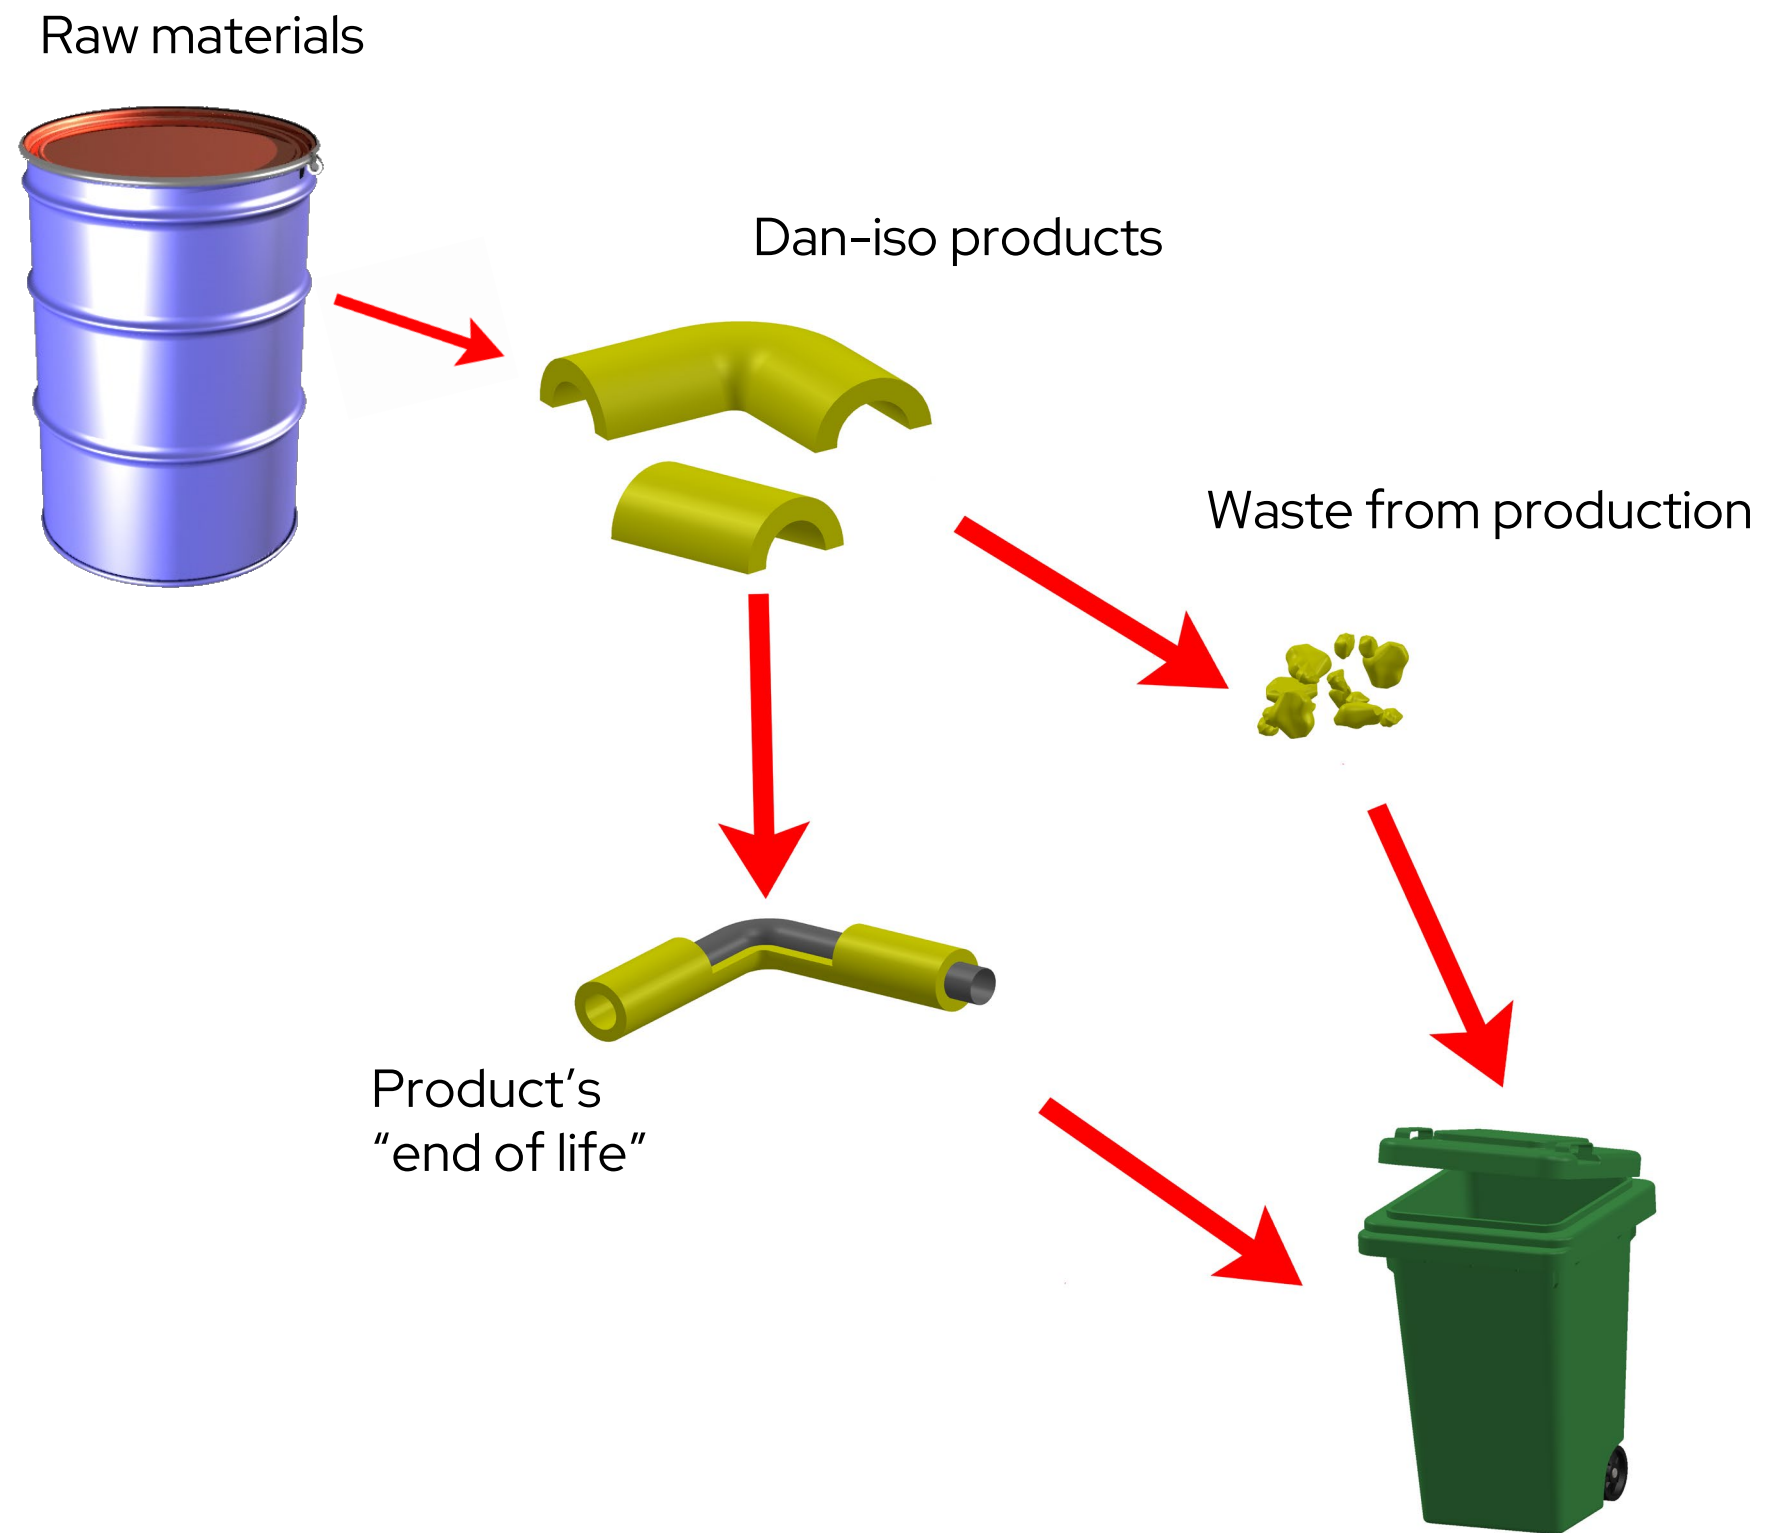 Raw materials
Dan-iso products
Waste from production
Product’s
“end of life”